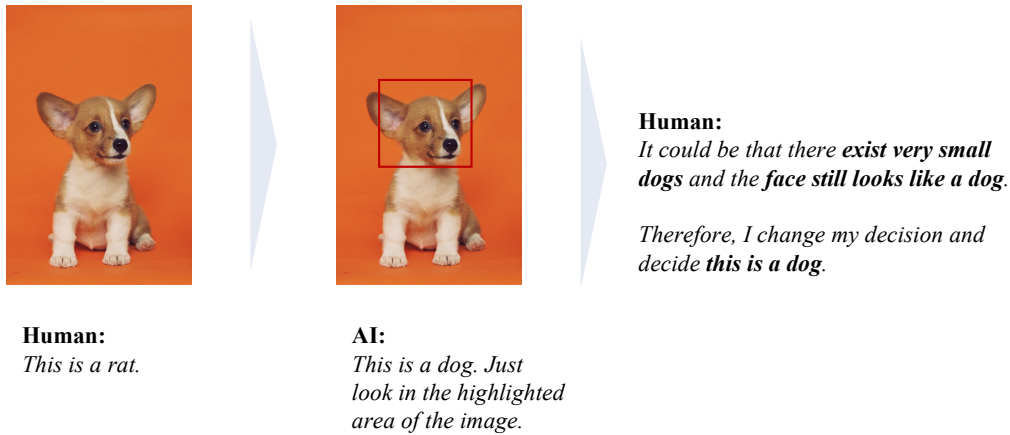 Human:
This is a rat.
AI:
This is a dog. Just
look in the highlighted
area of the image.
Human:
It could be that there exist very small
dogs and the face still looks like a dog.
Therefore, I change my decision and
decide this is a dog.